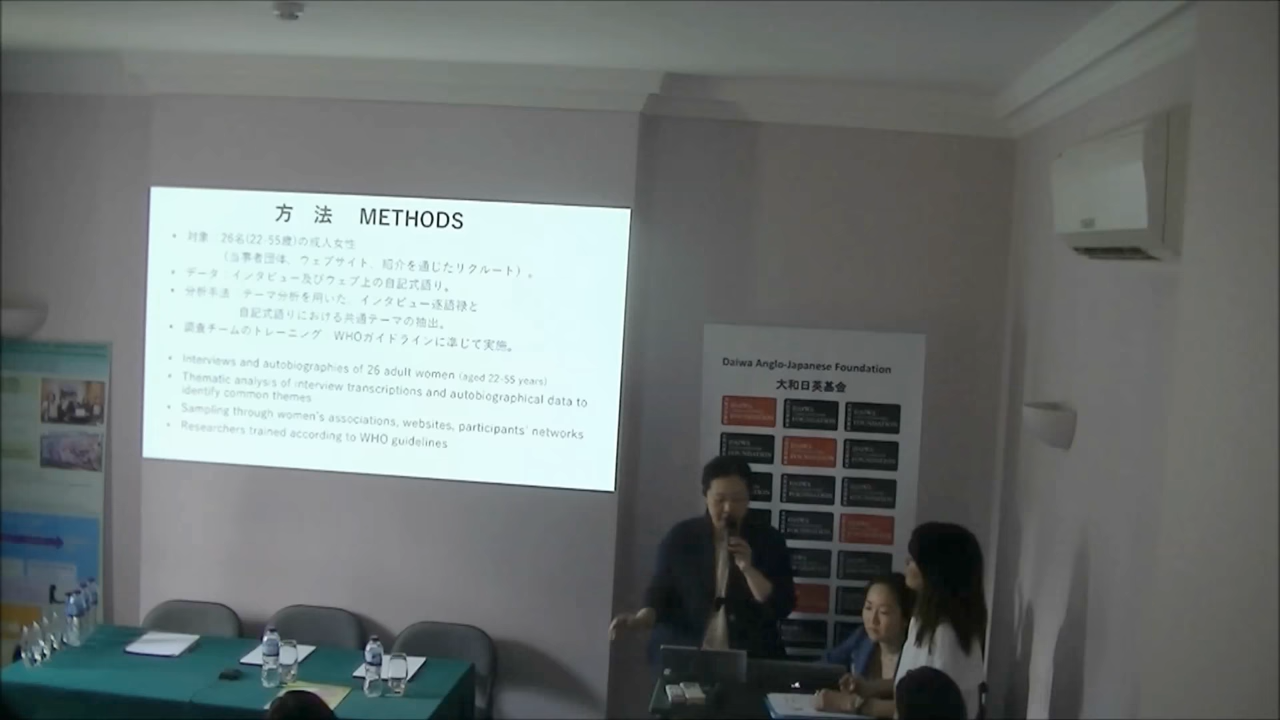 方 法 METHODS
• 対象 26名(22-55歳)の成人女性
(当事者団体、ウェブサイト、紹介を通じたリクルート)。
• データ:インタビュー及びウェブ上の自記式語り。
• 分析手法 テーマ分析を用いた、インタビュー逐語禄と
自記式語りにおける共通テーマの抽出。
• 調査チームのトレーニング WHOガイドラインに準じて実施。
• Interviews and autobiographies of 26 adult women (aged 22-55 years)
• Thematic analysis of interview transcriptions and autobiographical data to
identify common themes
• Sampling through women's associations, websites, participants' networks
• Researchers trained according to WHO guidelines
Daiwa Anglo-Japanese Foundation
大和日英基金